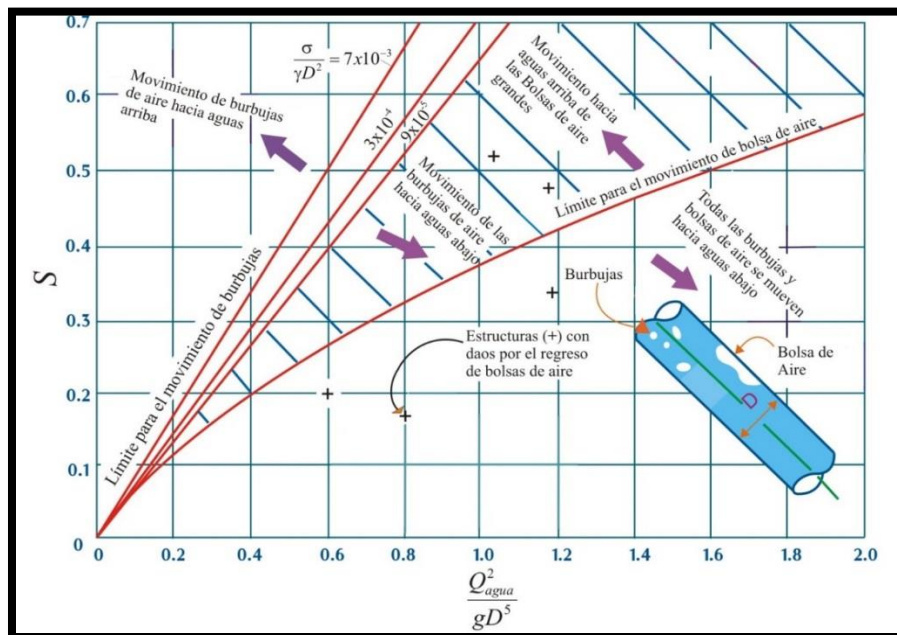 0.7
0.6
0.5
0.4
0.3
0.2
0.1
0
S
0
0.2
0.4
0.6
0.8
1.0
1.2
1.4
1.6
1.8
2.0
Q²agua
gD⁵
σ
γD² = 7x10⁻³
3x10⁻⁴
9x10⁻⁵
Movimiento de burbujas
de aire hacia aguas
arriba
Límite para el movimiento de burbujas
Movimiento hacia
aguas arriba de
las Bolsas de aire
grandes
Movimiento de las
burbujas de aire
hacia aguas abajo
Límite para el movimiento de bolsa de aire
Todas las burbujas y
bolsas de aire se mueven
hacia aguas abajo
Estructuras (+) con
daos por el regreso
de bolsas de aire
Burbujas
Bolsa de
Aire
D